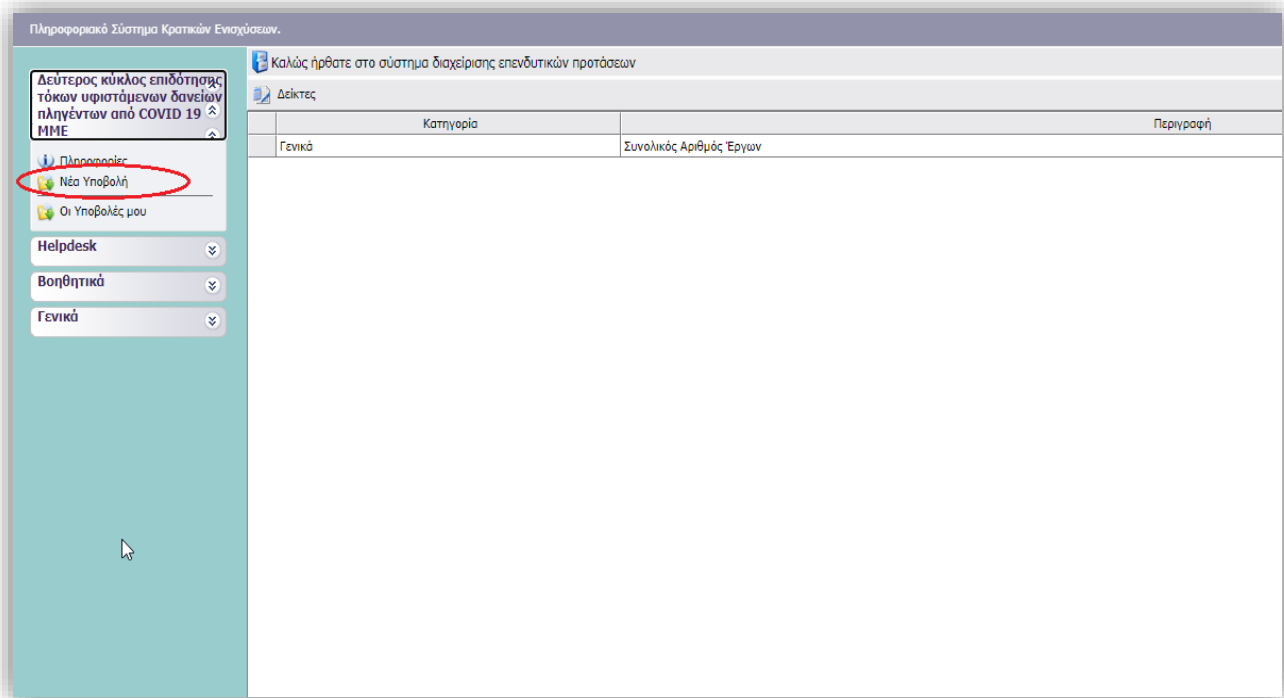 Πληροφοριακό Σύστημα Κρατικών Ενισχύσεων.
Δεύτερος κύκλος επιδότησης
τόκων υφιστάμενων δανείων
πληγέντων από COVID 19
ΜΜΕ
Πληροφορίες
Νέα Υποβολή
Οι Υποβολές μου
Helpdesk
Βοηθητικά
Γενικά
Καλώς ήρθατε στο σύστημα διαχείρισης επενδυτικών προτάσεων
Δείκτες
Κατηγορία Περιγραφή
Γενικά Συνολικός Αριθμός Έργων